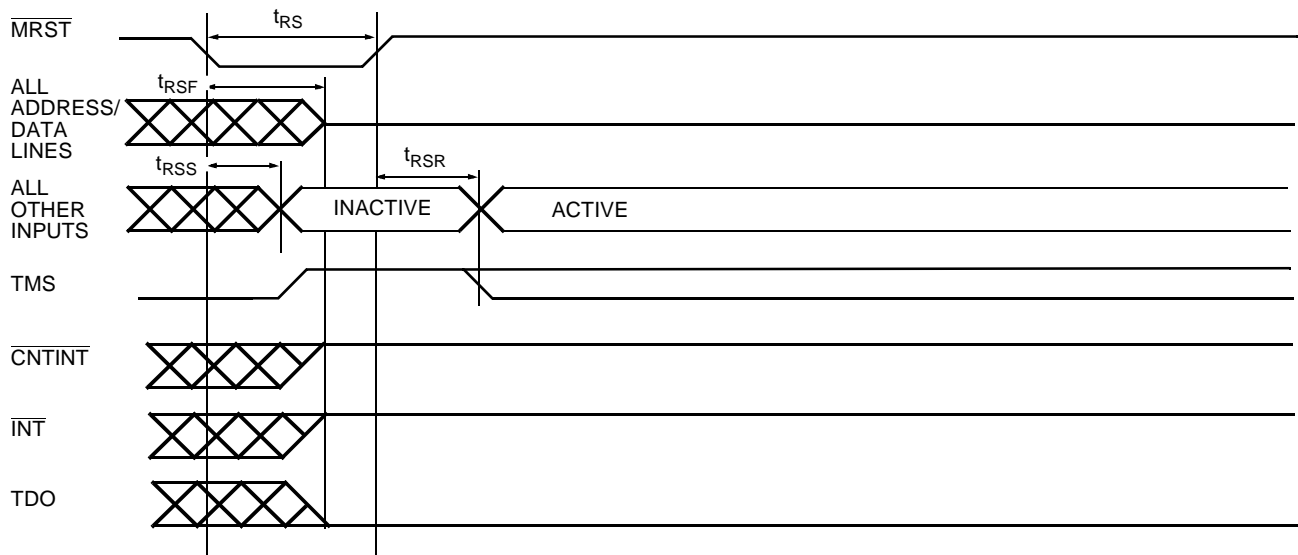 MRST
tRS
ALL
ADDRESS/
DATA
LINES
tRSF
tRSS
tRSR
ALL
OTHER
INPUTS
INACTIVE
ACTIVE
TMS
CNTINT
INT
TDO